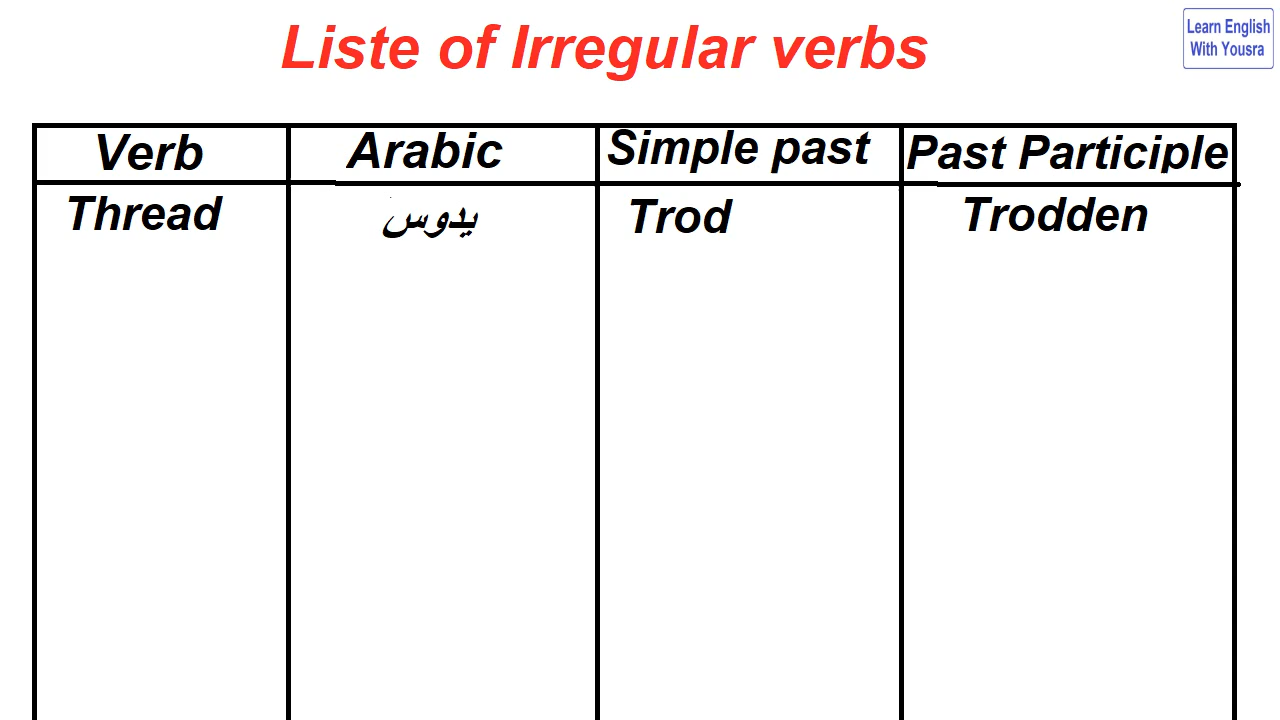 Liste of Irregular verbs
Learn English
With Yousra
Verb Arabic Simple past Past Participle
Thread يدوس Trod Trodden